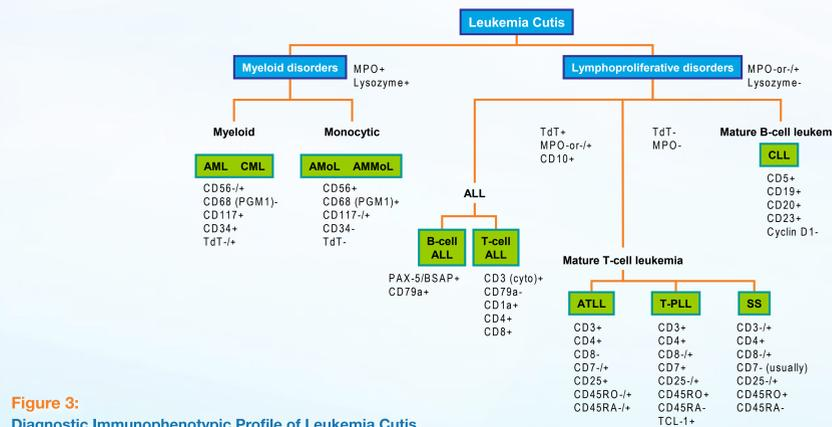 Leukemia Cutis
Myeloid disorders
MPO+
Lysozyme+
Lymphoproliferative disorders
MPO-or-/+
Lysozyme-
Myeloid
AML CML
CD56-/+
CD68 (PGM1)-
CD117+
CD34+
TdT-/+
Monocytic
AMoL AMMoL
CD56+
CD68 (PGM1)+
CD117-/+
CD34-
TdT-
TdT+
MPO-or-/+
CD10+
TdT-
MPO-
Mature B-cell leukem
CLL
CD5+
CD19+
CD20+
CD23+
Cyclin D1-
ALL
B-cell
ALL
PAX-5/BSAP+
CD79a+
T-cell
ALL
CD3 (cyto)+
CD79a-
CD1a+
CD4+
CD8+
Mature T-cell leukemia
ATLL
CD3+
CD4+
CD8-
CD7-/+
CD25+
CD45RO-/+
CD45RA-/+
T-PLL
CD3+
CD4+
CD8-/+
CD7+
CD25-/+
CD45RO+
CD45RA-
TCL-1+
SS
CD3-/+
CD4+
CD8-/+
CD7- (usually)
CD25-/+
CD45RO+
CD45RA-
Figure 3:
Diagnostic Immunophenotypic Profile of Leukemia Cutis